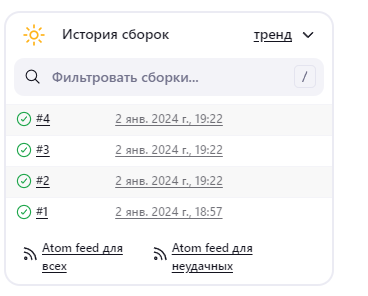 История сборок тренд
Фильтровать сборки... /
#4 2 янв. 2024 г., 19:22
#3 2 янв. 2024 г., 19:22
#2 2 янв. 2024 г., 19:22
#1 2 янв. 2024 г., 18:57
Atom feed для всех
Atom feed для неудачных